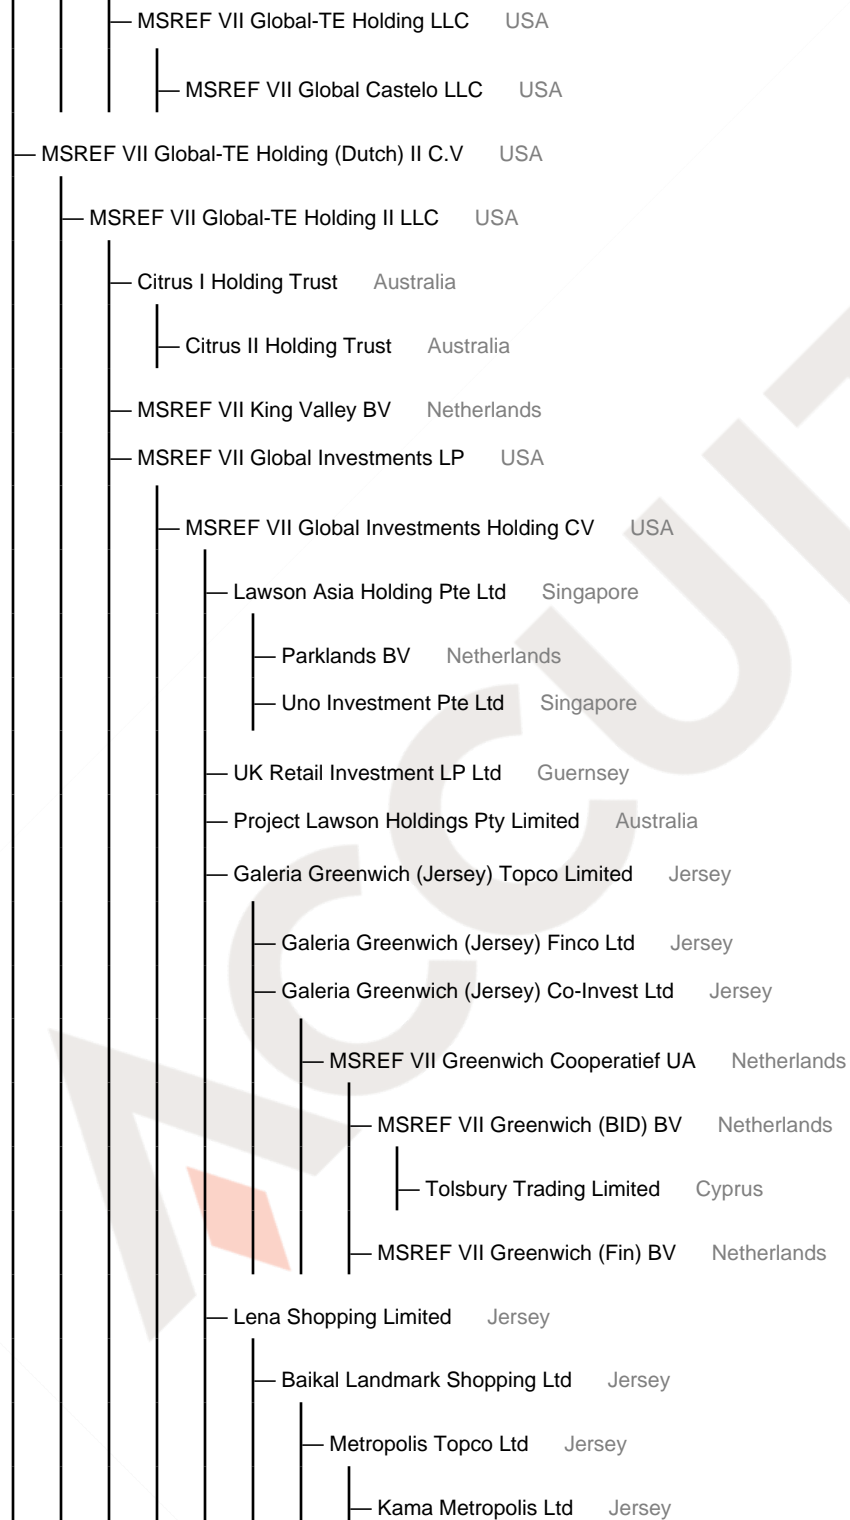 MSREF VII Global-TE Holding LLC USA
MSREF VII Global Castelo LLC USA
MSREF VII Global-TE Holding (Dutch) II C.V USA
MSREF VII Global-TE Holding II LLC USA
Citrus I Holding Trust Australia
Citrus II Holding Trust Australia
MSREF VII King Valley BV Netherlands
MSREF VII Global Investments LP USA
MSREF VII Global Investments Holding CV USA
Lawson Asia Holding Pte Ltd Singapore
Parklands BV Netherlands
Uno Investment Pte Ltd Singapore
UK Retail Investment LP Ltd Guernsey
Project Lawson Holdings Pty Limited Australia
Galeria Greenwich (Jersey) Topco Limited Jersey
Galeria Greenwich (Jersey) Finco Ltd Jersey
Galeria Greenwich (Jersey) Co-Invest Ltd Jersey
MSREF VII Greenwich Cooperatief UA Netherlands
MSREF VII Greenwich (BID) BV Netherlands
Tolsbury Trading Limited Cyprus
MSREF VII Greenwich (Fin) BV Netherlands
Lena Shopping Limited Jersey
Baikal Landmark Shopping Ltd Jersey
Metropolis Topco Ltd Jersey
Kama Metropolis Ltd Jersey